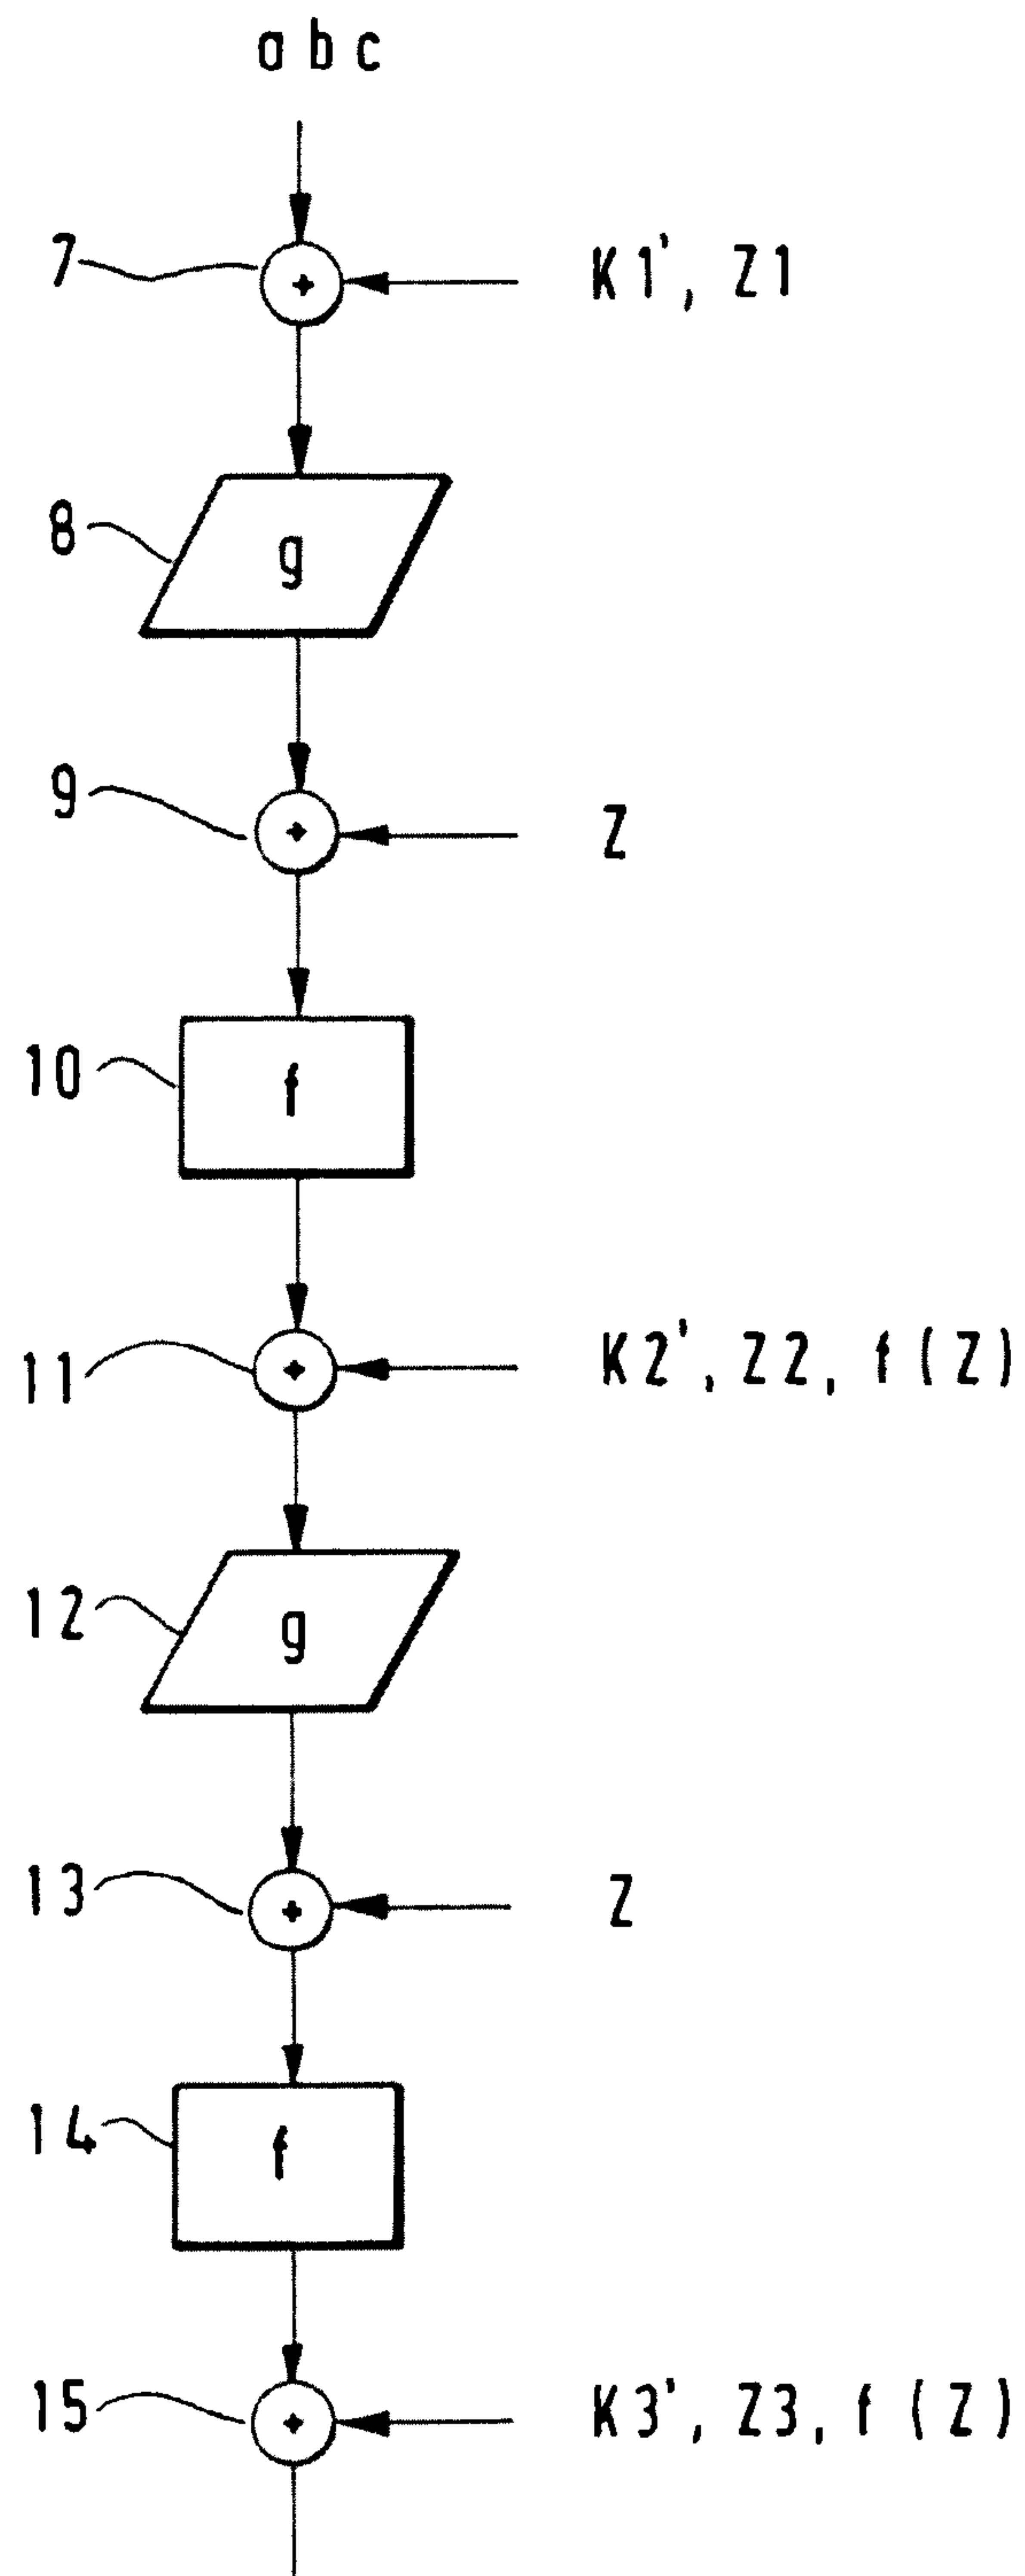 a b c
7
K1', Z1
+
8
g
9
Z
+
10
f
11
K2', Z2, f(Z)
+
12
g
13
Z
+
14
f
15
K3', Z3, f(Z)
+